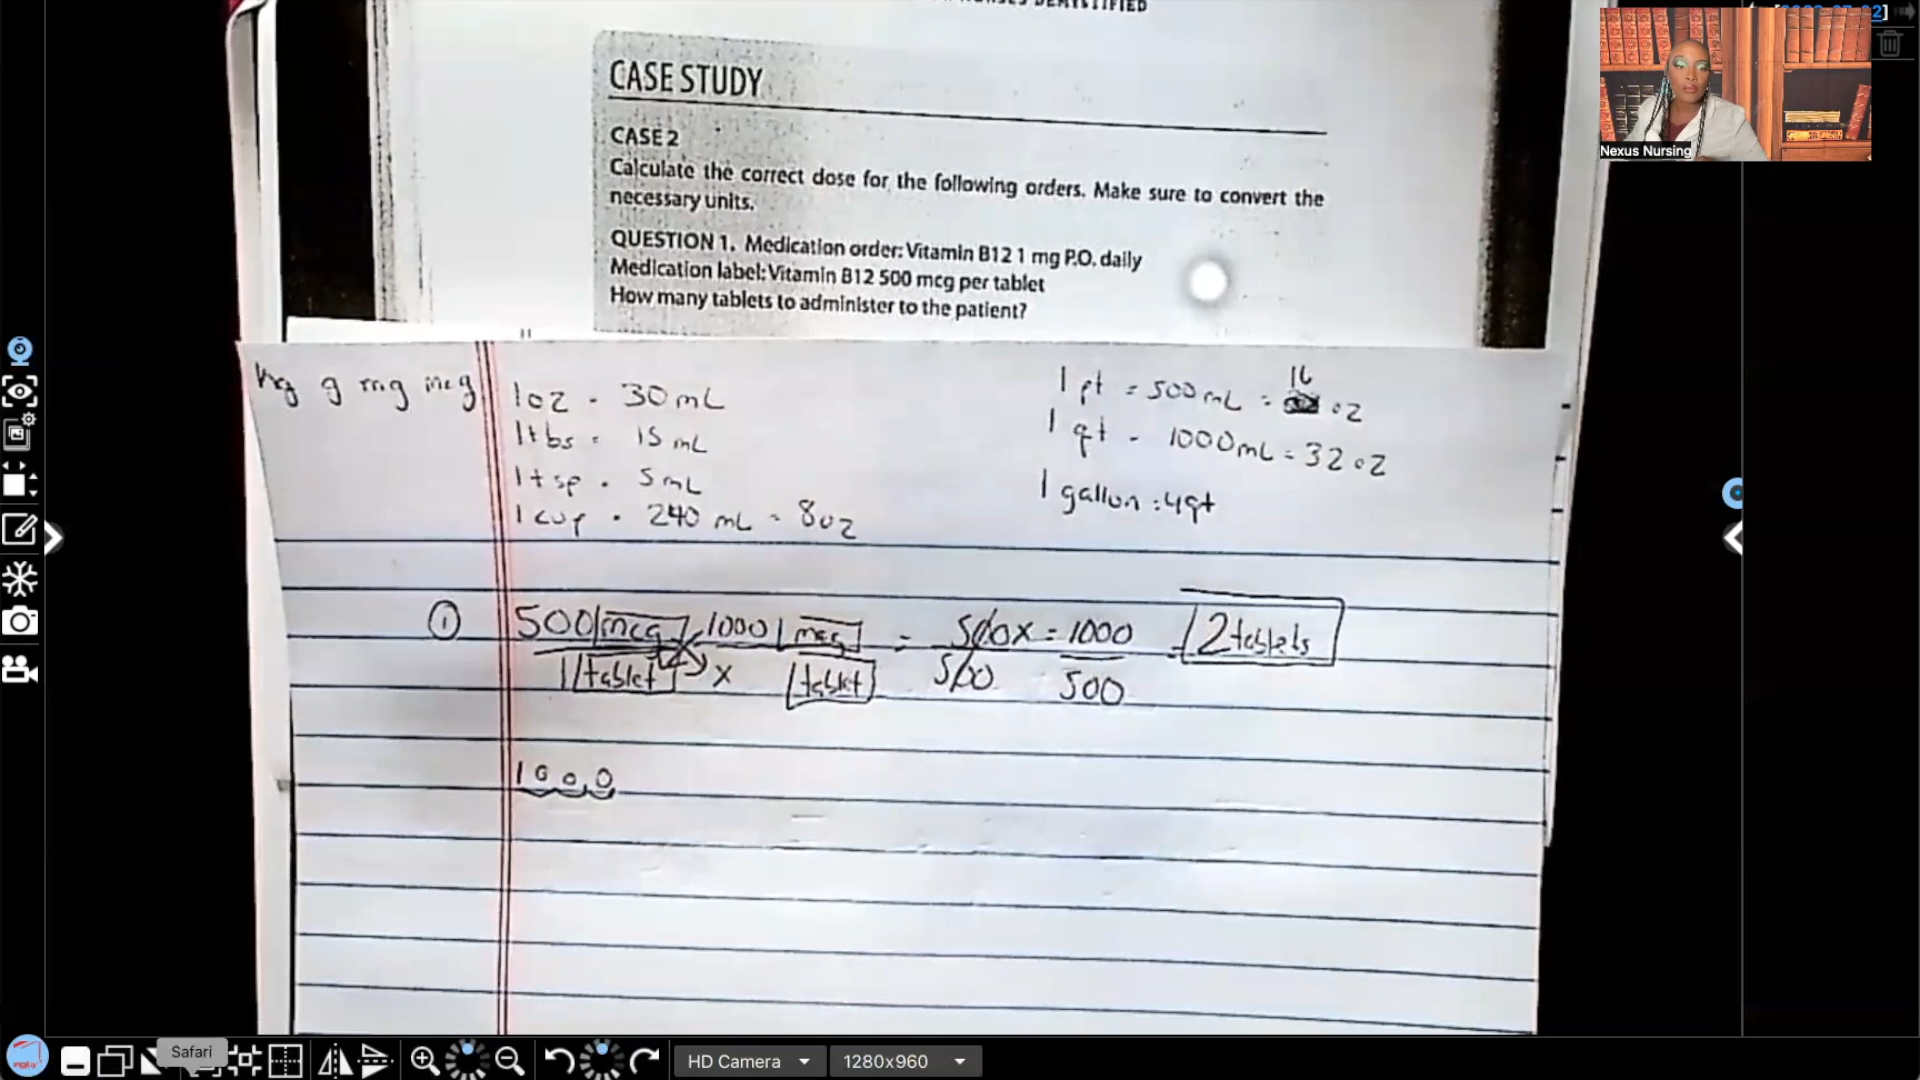 DEMYSTIFIED
CASE STUDY
CASE 2
Calculate the correct dose for the following orders. Make sure to convert the
necessary units.
QUESTION 1. Medication order: Vitamin B12 1 mg P.O. daily
Medication label: Vitamin B12 500 mcg per tablet
How many tablets to administer to the patient?
Nexus Nursing
kg g mg mcg
1oz = 30mL
1tbs = 15mL
1tsp = 5mL
1cup = 240 mL = 8oz
1 pt = 500mL = 16 oz
1 qt = 1000mL = 32oz
1 gallon = 4qt
① 500 mcg 1000 mcg = 500x = 1000 = 2 tablets
1 tablet x tablet 500 500
1000
Safari
HD Camera
1280x960